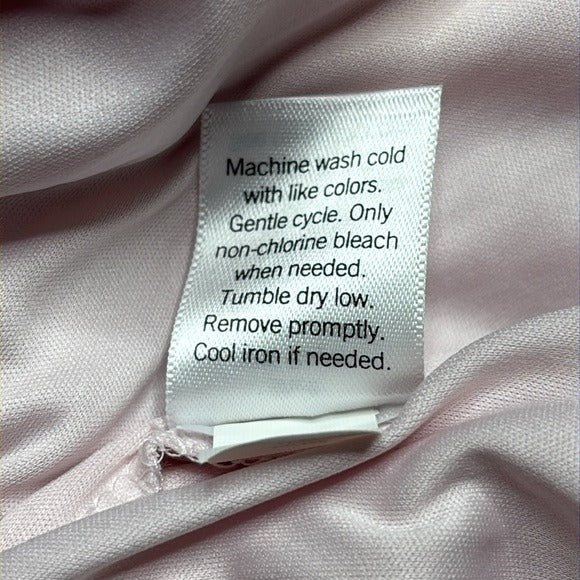 Machine wash cold
with like colors.
Gentle cycle. Only
non-chlorine bleach
when needed.
Tumble dry low.
Remove promptly.
Cool iron if needed.